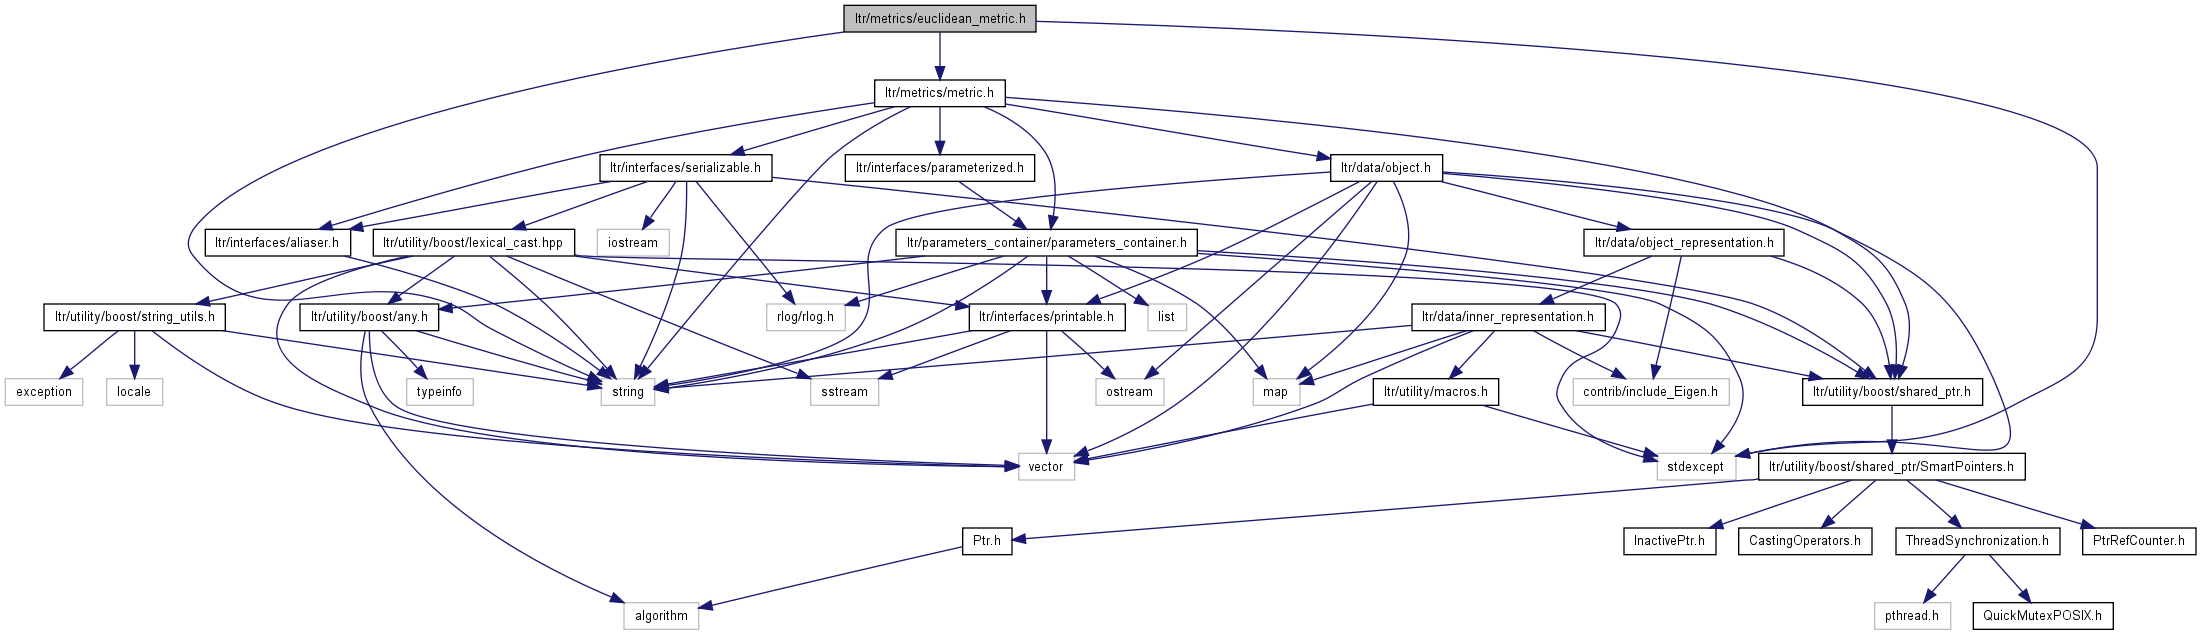 ltr/metrics/euclidean_metric.h
ltr/metrics/metric.h
ltr/interfaces/serializable.h
ltr/interfaces/parameterized.h
ltr/data/object.h
ltr/interfaces/aliaser.h
ltr/utility/boost/lexical_cast.hpp
iostream
ltr/parameters_container/parameters_container.h
ltr/data/object_representation.h
ltr/utility/boost/string_utils.h
ltr/utility/boost/any.h
rlog/rlog.h
ltr/interfaces/printable.h
list
ltr/data/inner_representation.h
exception
locale
typeinfo
string
sstream
ostream
map
ltr/utility/macros.h
contrib/include_Eigen.h
ltr/utility/boost/shared_ptr.h
vector
stdexcept
ltr/utility/boost/shared_ptr/SmartPointers.h
Ptr.h
InactivePtr.h
CastingOperators.h
ThreadSynchronization.h
PtrRefCounter.h
algorithm
pthread.h
QuickMutexPOSIX.h